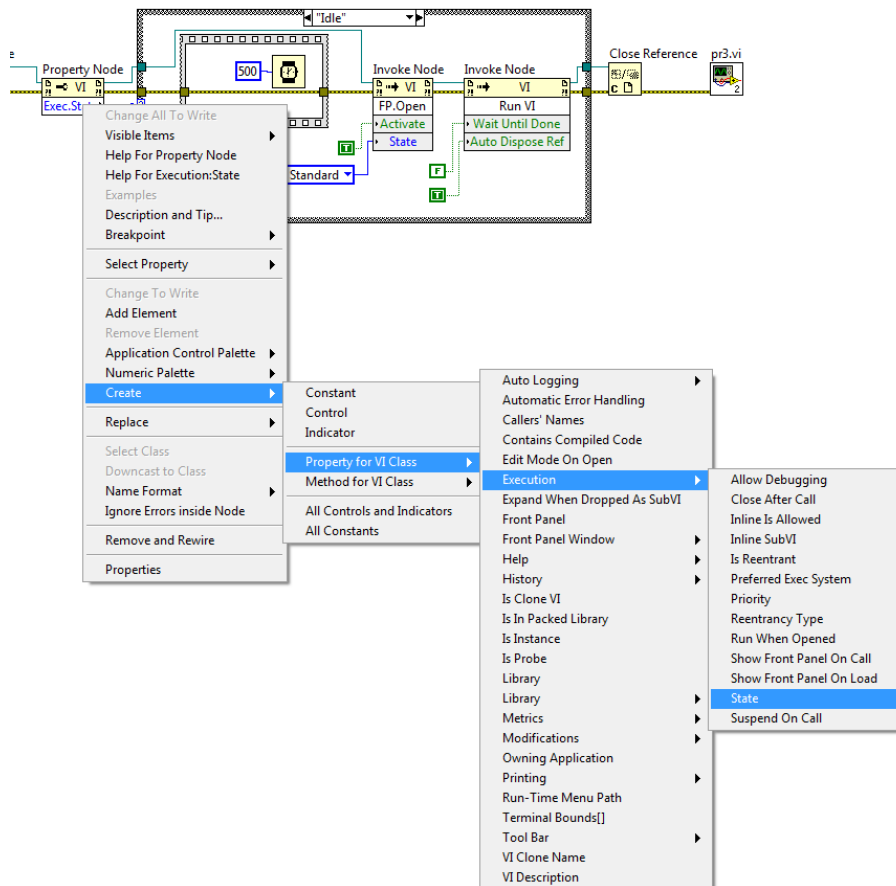 "Idle"
e
Property Node
VI
Exec.St
500
Invoke Node
VI
FP.Open
Activate
State
Invoke Node
VI
Run VI
Wait Until Done
Auto Dispose Ref
Close Reference
C
pr3.vi
2
T
Standard
F
T
Change All To Write
Visible Items
Help For Property Node
Help For Execution:State
Examples
Description and Tip...
Breakpoint
Select Property
Change To Write
Add Element
Remove Element
Application Control Palette
Numeric Palette
Create
Replace
Select Class
Downcast to Class
Name Format
Ignore Errors inside Node
Remove and Rewire
Properties
Constant
Control
Indicator
Property for VI Class
Method for VI Class
All Controls and Indicators
All Constants
Auto Logging
Automatic Error Handling
Callers' Names
Contains Compiled Code
Edit Mode On Open
Execution
Expand When Dropped As SubVI
Front Panel
Front Panel Window
Help
History
Is Clone VI
Is In Packed Library
Is Instance
Is Probe
Library
Library
Metrics
Modifications
Owning Application
Printing
Run-Time Menu Path
Terminal Bounds[]
Tool Bar
VI Clone Name
VI Description
Allow Debugging
Close After Call
Inline Is Allowed
Inline SubVI
Is Reentrant
Preferred Exec System
Priority
Reentrancy Type
Run When Opened
Show Front Panel On Call
Show Front Panel On Load
State
Suspend On Call